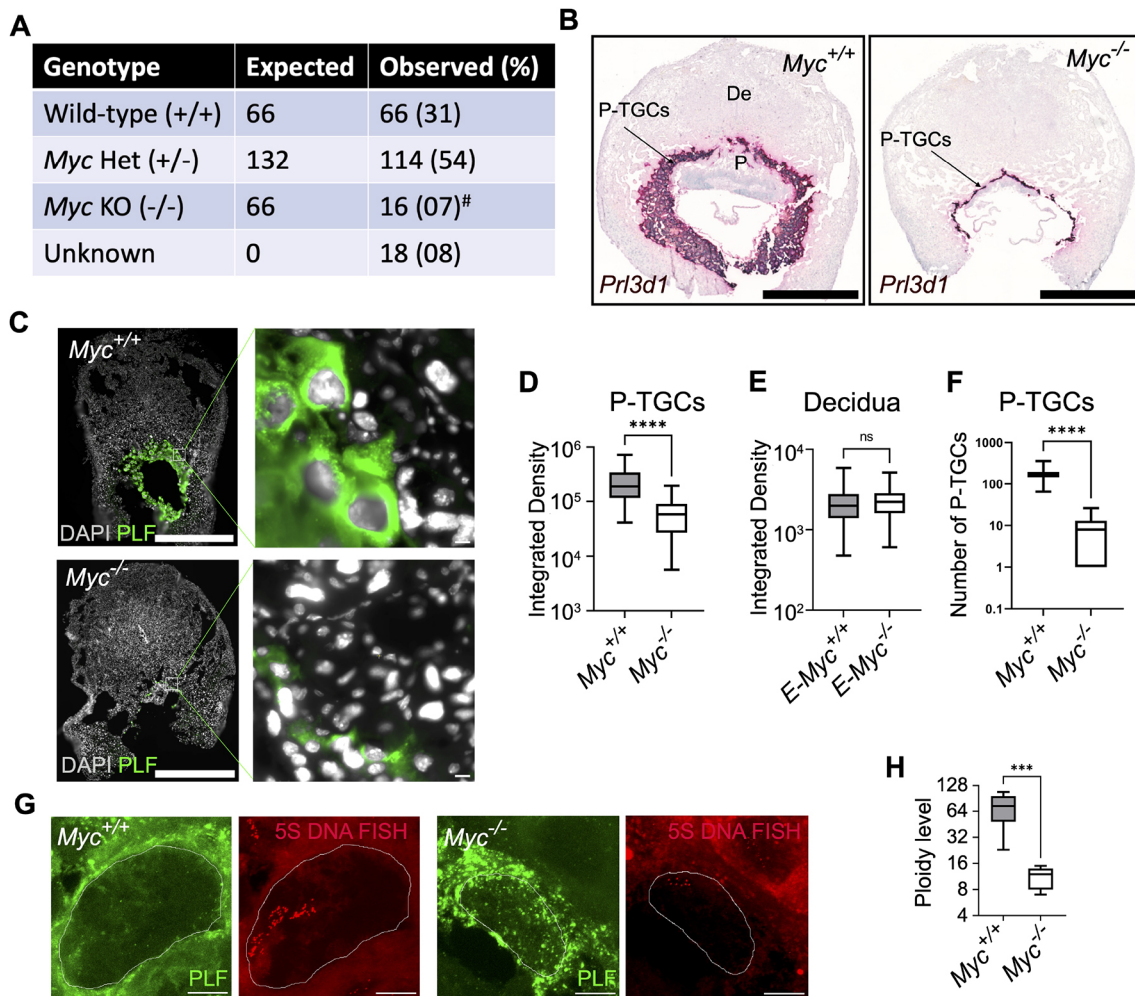 A
Genotype Expected Observed (%)
Wild-type (+/+) 66 66 (31)
Myc Het (+/-) 132 114 (54)
Myc KO (-/-) 66 16 (07)#
Unknown 0 18 (08)
B
Myc+/+
De
P-TGCs
P
Prl3d1
Myc-/-
P-TGCs
Prl3d1
C
Myc+/+
DAPI PLF
Myc-/-
DAPI PLF
D
P-TGCs
****
Integrated Density
10^6
10^5
10^4
10^3
Myc+/+
Myc-/-
E
Decidua
ns
Integrated Density
10^4
10^3
10^2
E-Myc+/+
E-Myc-/-
F
P-TGCs
****
Number of P-TGCs
1000
100
10
1
0.1
Myc+/+
Myc-/-
G
Myc+/+
PLF
5S DNA FISH
Myc-/-
PLF
5S DNA FISH
H
***
Ploidy level
128
64
32
16
8
4
Myc+/+
Myc-/-